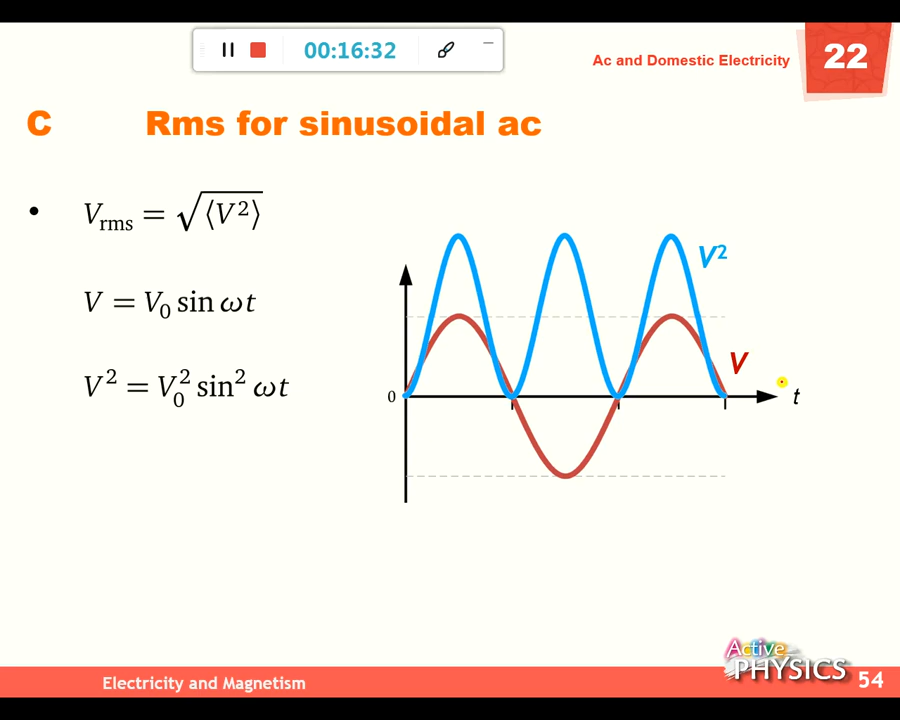 00:16:32
Ac and Domestic Electricity 22
C Rms for sinusoidal ac
• V_rms = √⟨V²⟩
V = V₀ sin ωt
V² = V₀² sin² ωt
V²
V
0
t
Active
PHYSICS
Electricity and Magnetism 54